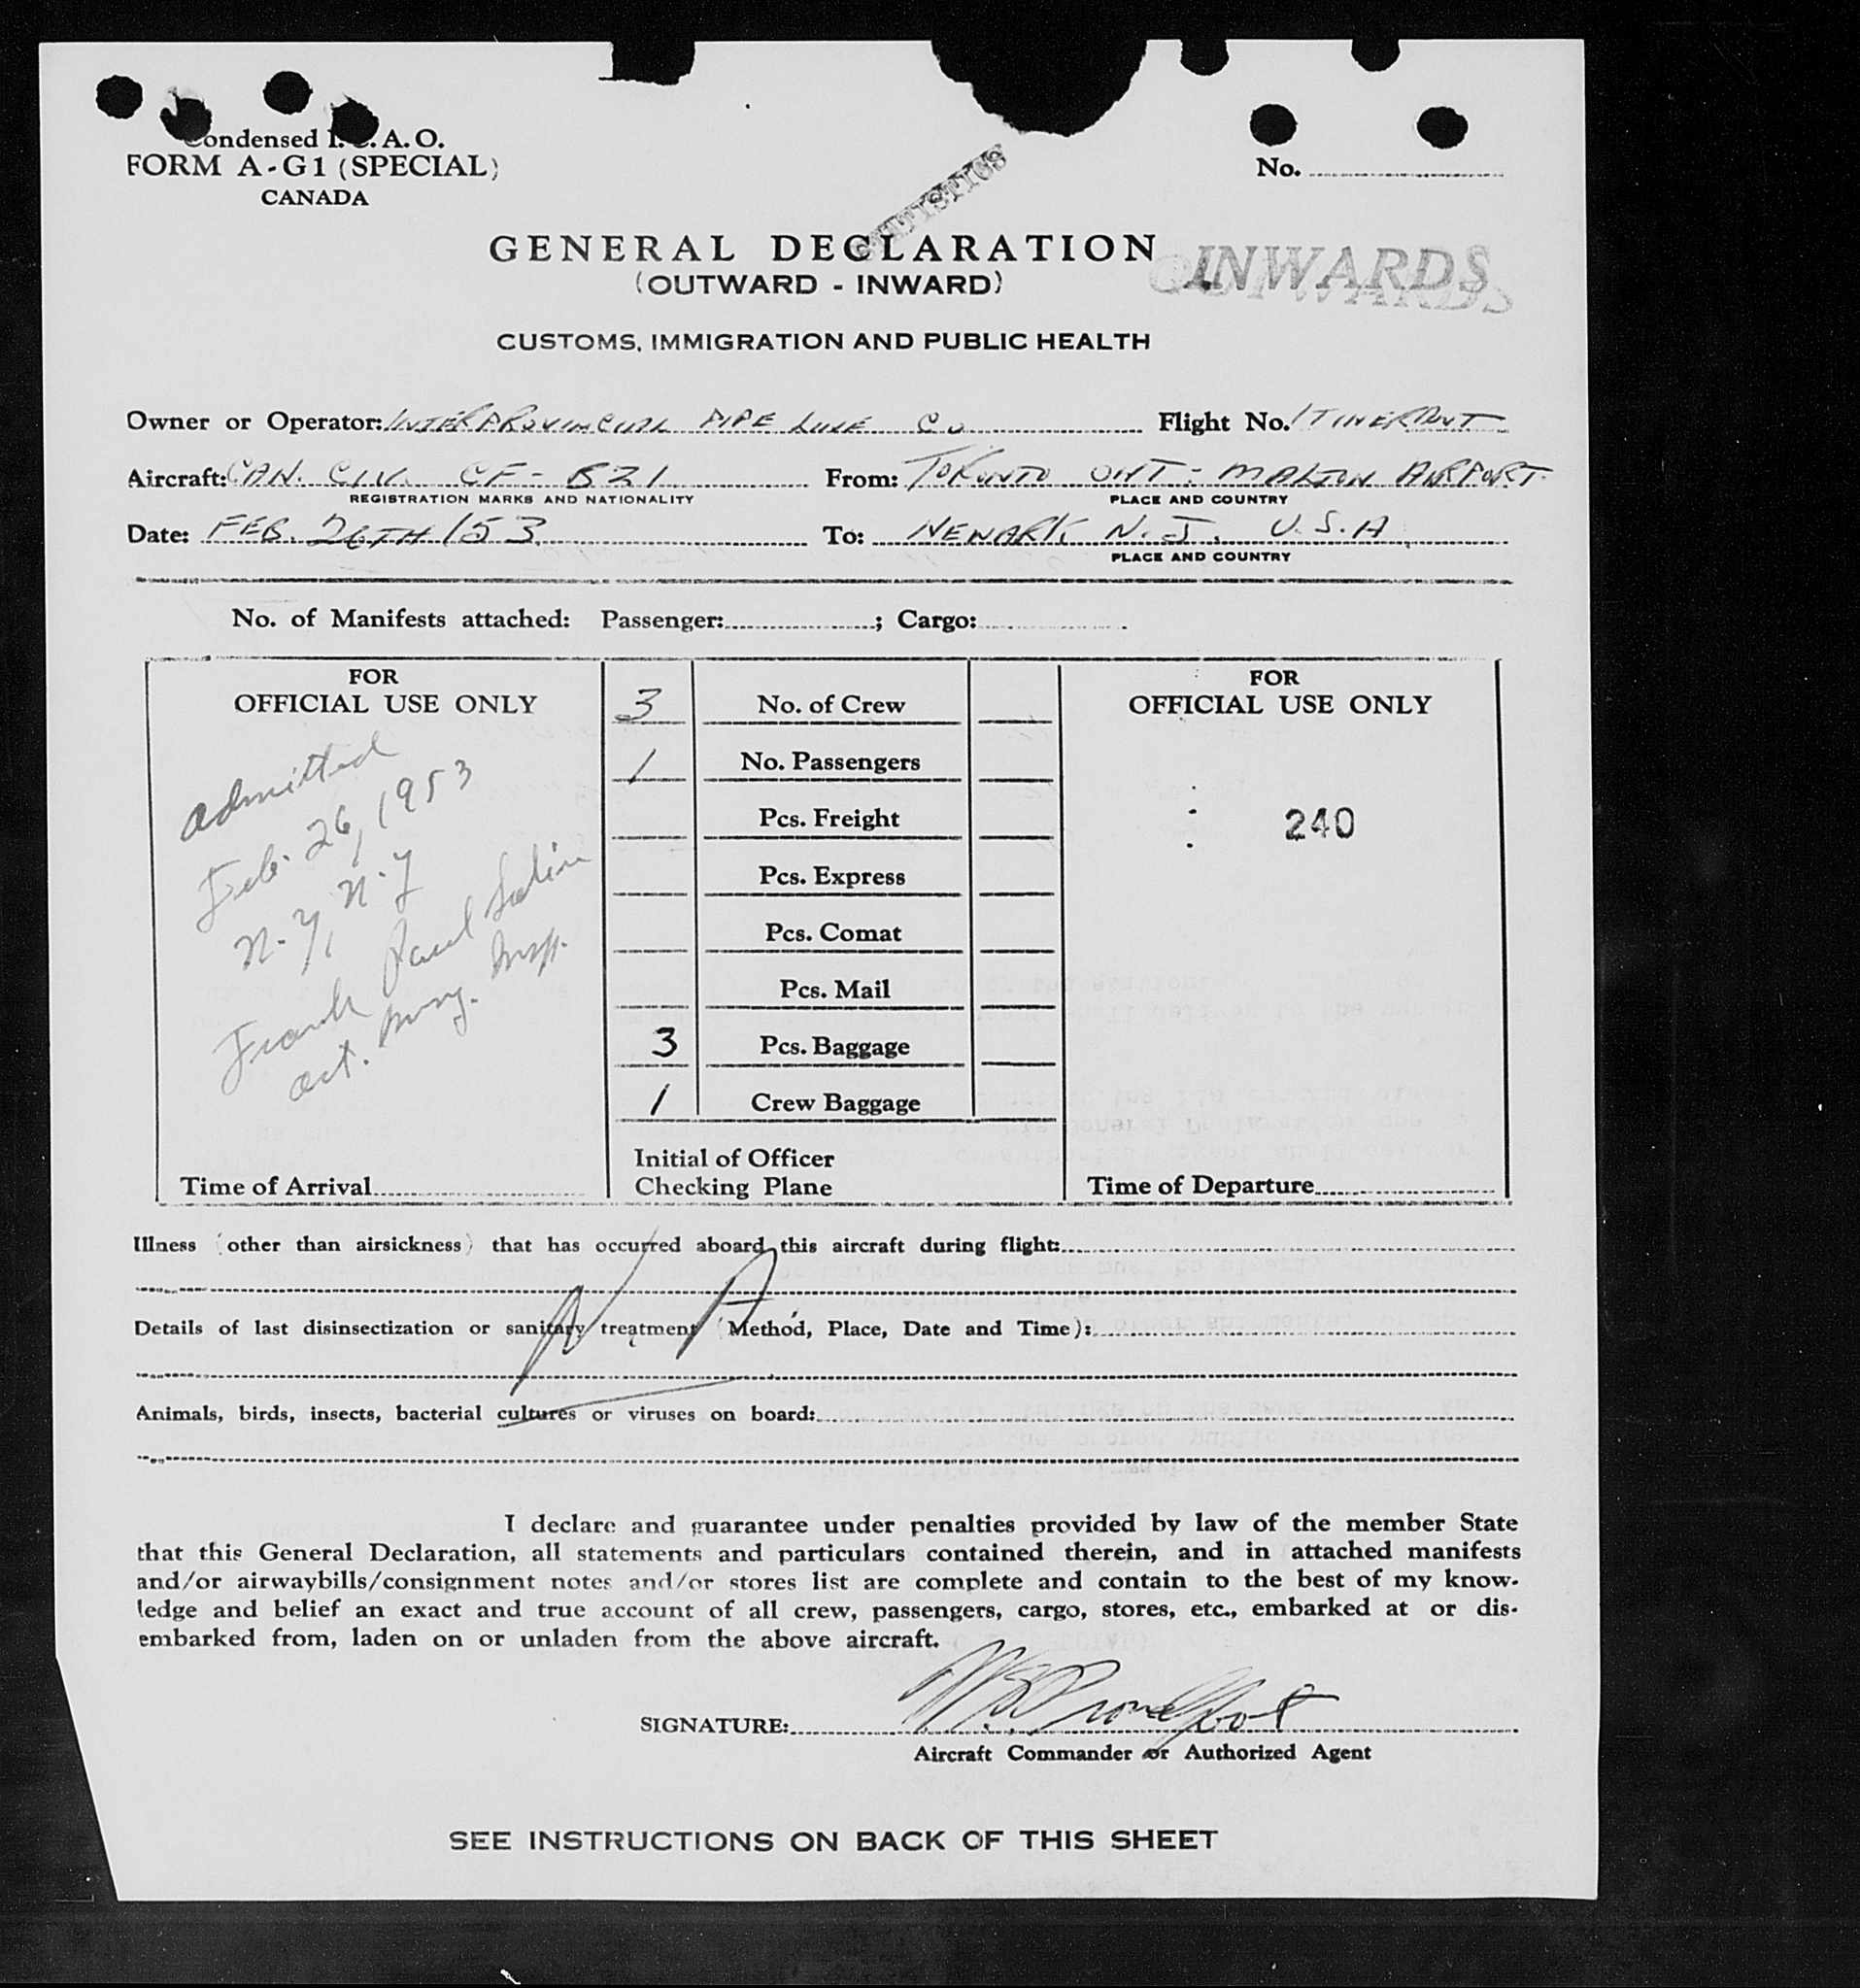 Condensed I.C.A.O.
FORM A-G1 (SPECIAL)
CANADA
No.
STATISTICS
GENERAL DECLARATION
(OUTWARD - INWARD)
INWARDS
CUSTOMS, IMMIGRATION AND PUBLIC HEALTH
Owner or Operator: INTERPROVINCIAL PIPE LINE Co Flight No. ITINERANT
Aircraft: CAN. CIV. CF- BZI From: TORONTO ONT: MALTON AIRPORT.
REGISTRATION MARKS AND NATIONALITY PLACE AND COUNTRY
Date: FEB. 26TH /53 To: NEWARK, N.J. U.S.A.
PLACE AND COUNTRY
No. of Manifests attached: Passenger: ; Cargo:
FOR
OFFICIAL USE ONLY
admitted
Feb. 26, 1953
N.Y, N.Y
Frank Paul
act. Immg. Insp.
Time of Arrival
3 No. of Crew
1 No. Passengers
Pcs. Freight
Pcs. Express
Pcs. Comat
Pcs. Mail
3 Pcs. Baggage
1 Crew Baggage
Initial of Officer
Checking Plane
FOR
OFFICIAL USE ONLY
240
Time of Departure
Illness (other than airsickness) that has occurred aboard this aircraft during flight:
N A
Details of last disinsectization or sanitary treatment (Method, Place, Date and Time):
Animals, birds, insects, bacterial cultures or viruses on board:
I declare and guarantee under penalties provided by law of the member State
that this General Declaration, all statements and particulars contained therein, and in attached manifests
and/or airwaybills/consignment notes and/or stores list are complete and contain to the best of my know-
ledge and belief an exact and true account of all crew, passengers, cargo, stores, etc., embarked at or dis-
embarked from, laden on or unladen from the above aircraft.
SIGNATURE:
Aircraft Commander or Authorized Agent
SEE INSTRUCTIONS ON BACK OF THIS SHEET